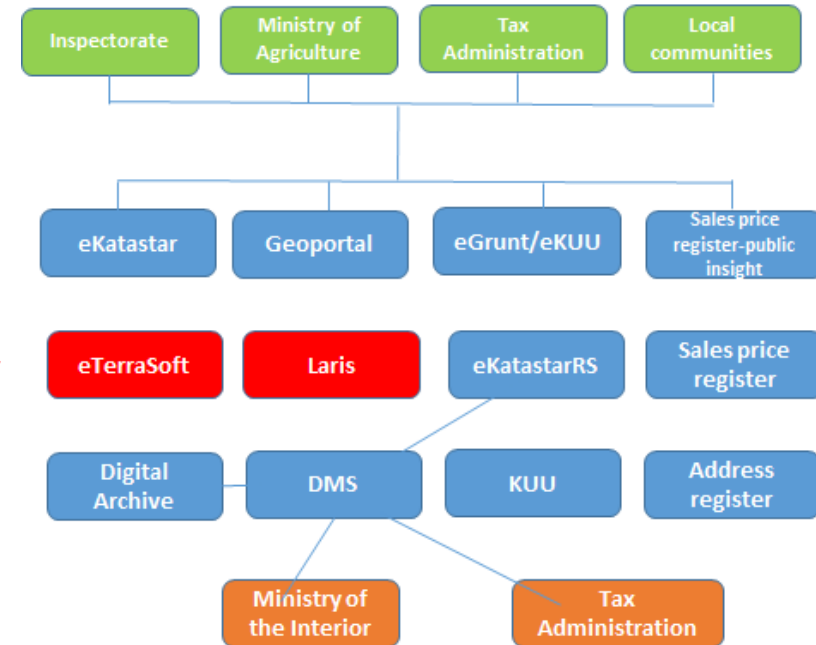 Inspectorate
Ministry of
Agriculture
Tax
Administration
Local
communities
eKatastar
Geoportal
eGrunt/eKUU
Sales price
register-public
insight
eTerraSoft
Laris
eKatastarRS
Sales price
register
Digital
Archive
DMS
KUU
Address
register
Ministry of
the Interior
Tax
Administration